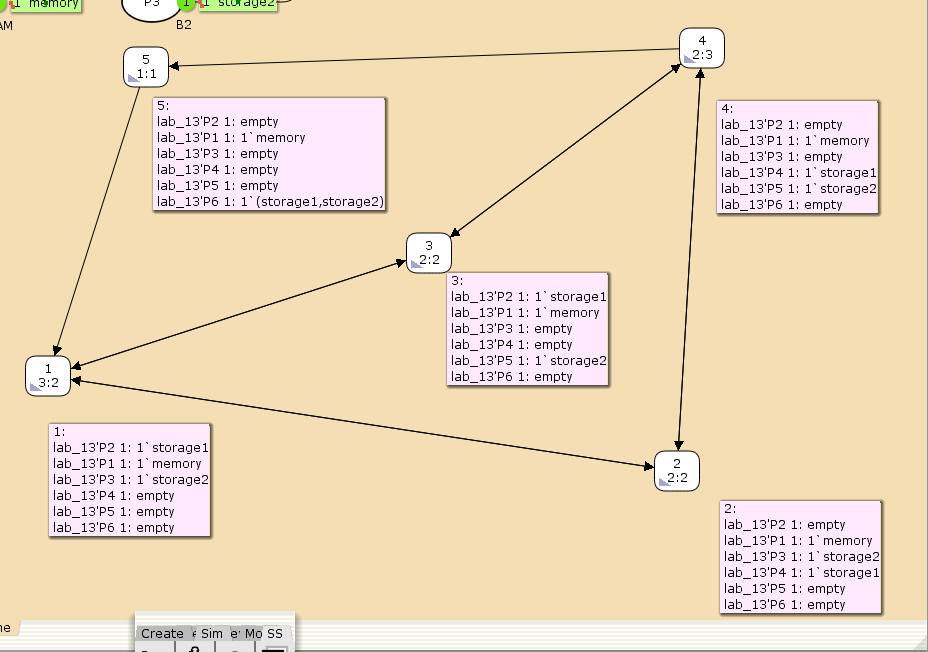 1`memory
P3
1
1`storage2
AM
B2
5
1:1
4
2:3
5:
lab_13'P2 1: empty
lab_13'P1 1: 1`memory
lab_13'P3 1: empty
lab_13'P4 1: empty
lab_13'P5 1: empty
lab_13'P6 1: 1`(storage1,storage2)
4:
lab_13'P2 1: empty
lab_13'P1 1: 1`memory
lab_13'P3 1: empty
lab_13'P4 1: 1`storage1
lab_13'P5 1: 1`storage2
lab_13'P6 1: empty
3
2:2
3:
lab_13'P2 1: 1`storage1
lab_13'P1 1: 1`memory
lab_13'P3 1: empty
lab_13'P4 1: empty
lab_13'P5 1: 1`storage2
lab_13'P6 1: empty
1
3:2
1:
lab_13'P2 1: 1`storage1
lab_13'P1 1: 1`memory
lab_13'P3 1: 1`storage2
lab_13'P4 1: empty
lab_13'P5 1: empty
lab_13'P6 1: empty
2
2:2
2:
lab_13'P2 1: empty
lab_13'P1 1: 1`memory
lab_13'P3 1: 1`storage2
lab_13'P4 1: 1`storage1
lab_13'P5 1: empty
lab_13'P6 1: empty
ne
Create Sim Mo SS